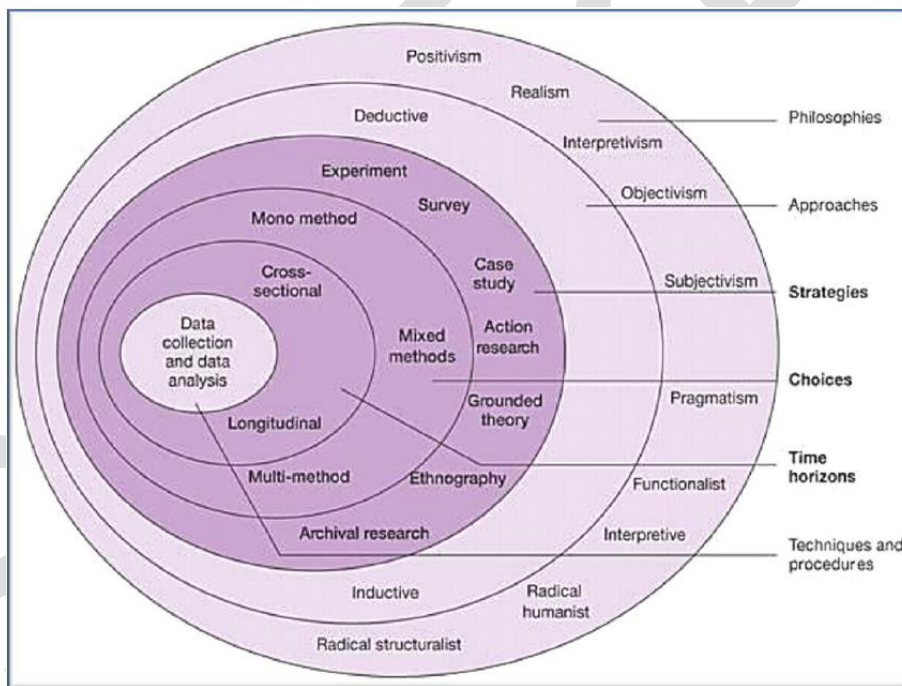 Positivism
Realism
Philosophies
Deductive
Interpretivism
Experiment
Objectivism
Approaches
Survey
Mono method
Cross-
sectional
Case
study
Subjectivism
Strategies
Data
collection
and data
analysis
Mixed
methods
Action
research
Choices
Grounded
theory
Pragmatism
Longitudinal
Time
horizons
Multi-method
Ethnography
Functionalist
Archival research
Interpretive
Techniques and
procedures
Inductive
Radical
humanist
Radical structuralist